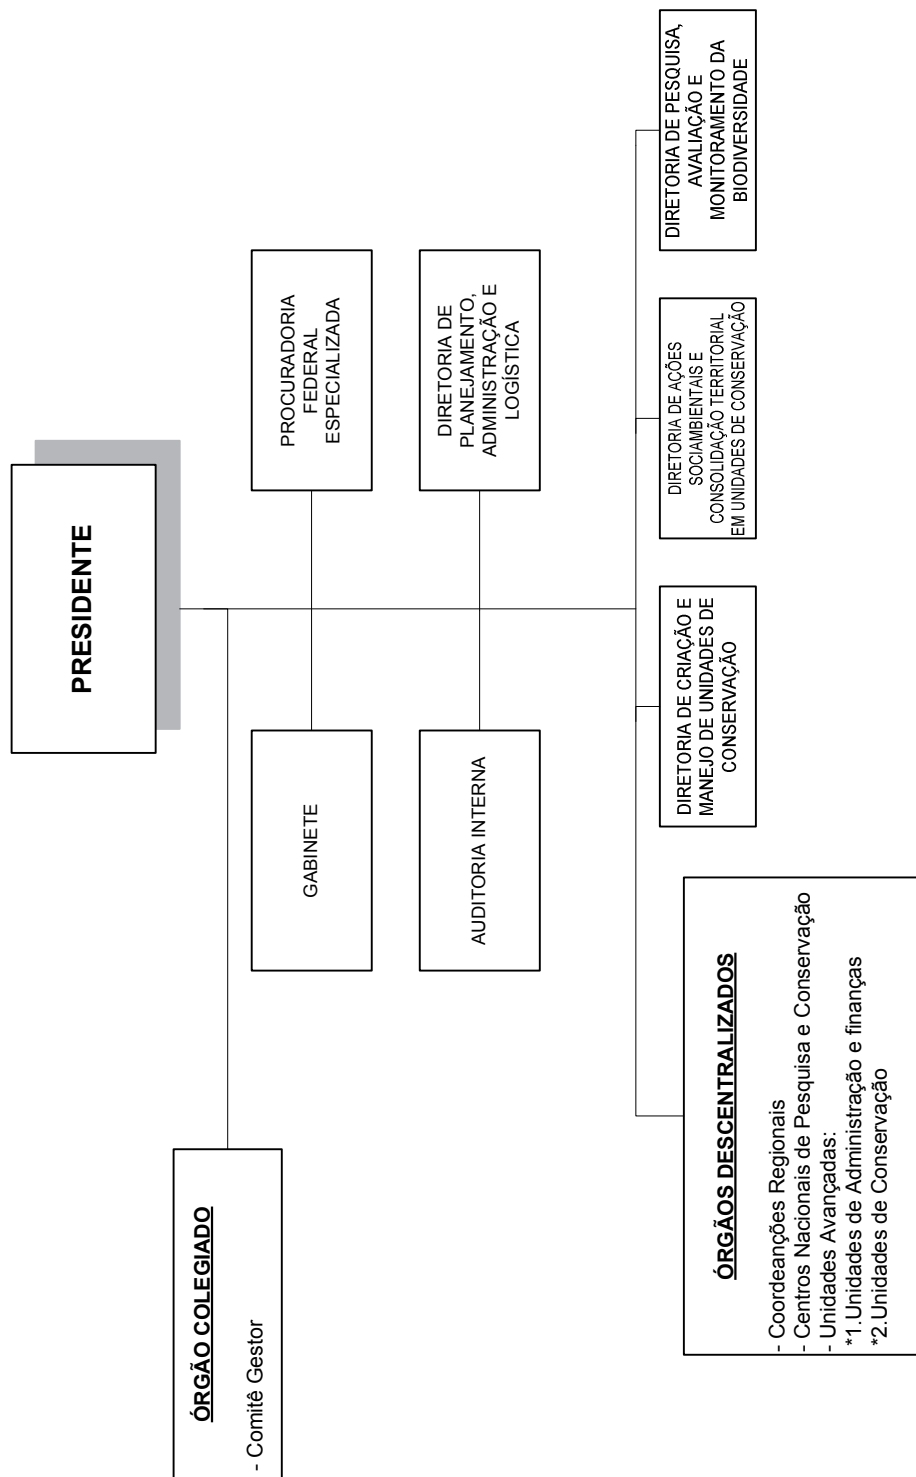 PRESIDENTE
ÓRGÃO COLEGIADO
- Comitê Gestor
GABINETE
PROCURADORIA
FEDERAL
ESPECIALIZADA
AUDITORIA INTERNA
DIRETORIA DE
PLANEJAMENTO,
ADMINISTRAÇÃO E
LOGÍSTICA
ÓRGÃOS DESCENTRALIZADOS
- Coordeanções Regionais
- Centros Nacionais de Pesquisa e Conservação
- Unidades Avançadas:
*1.Unidades de Administração e finanças
*2.Unidades de Conservação
DIRETORIA DE CRIAÇÃO E
MANEJO DE UNIDADES DE
CONSERVAÇÃO
DIRETORIA DE AÇÕES
SOCIAMBIENTAIS E
CONSOLIDAÇÃO TERRITORIAL
EM UNIDADES DE CONSERVAÇÃO
DIRETORIA DE PESQUISA,
AVALIAÇÃO E
MONITORAMENTO DA
BIODIVERSIDADE